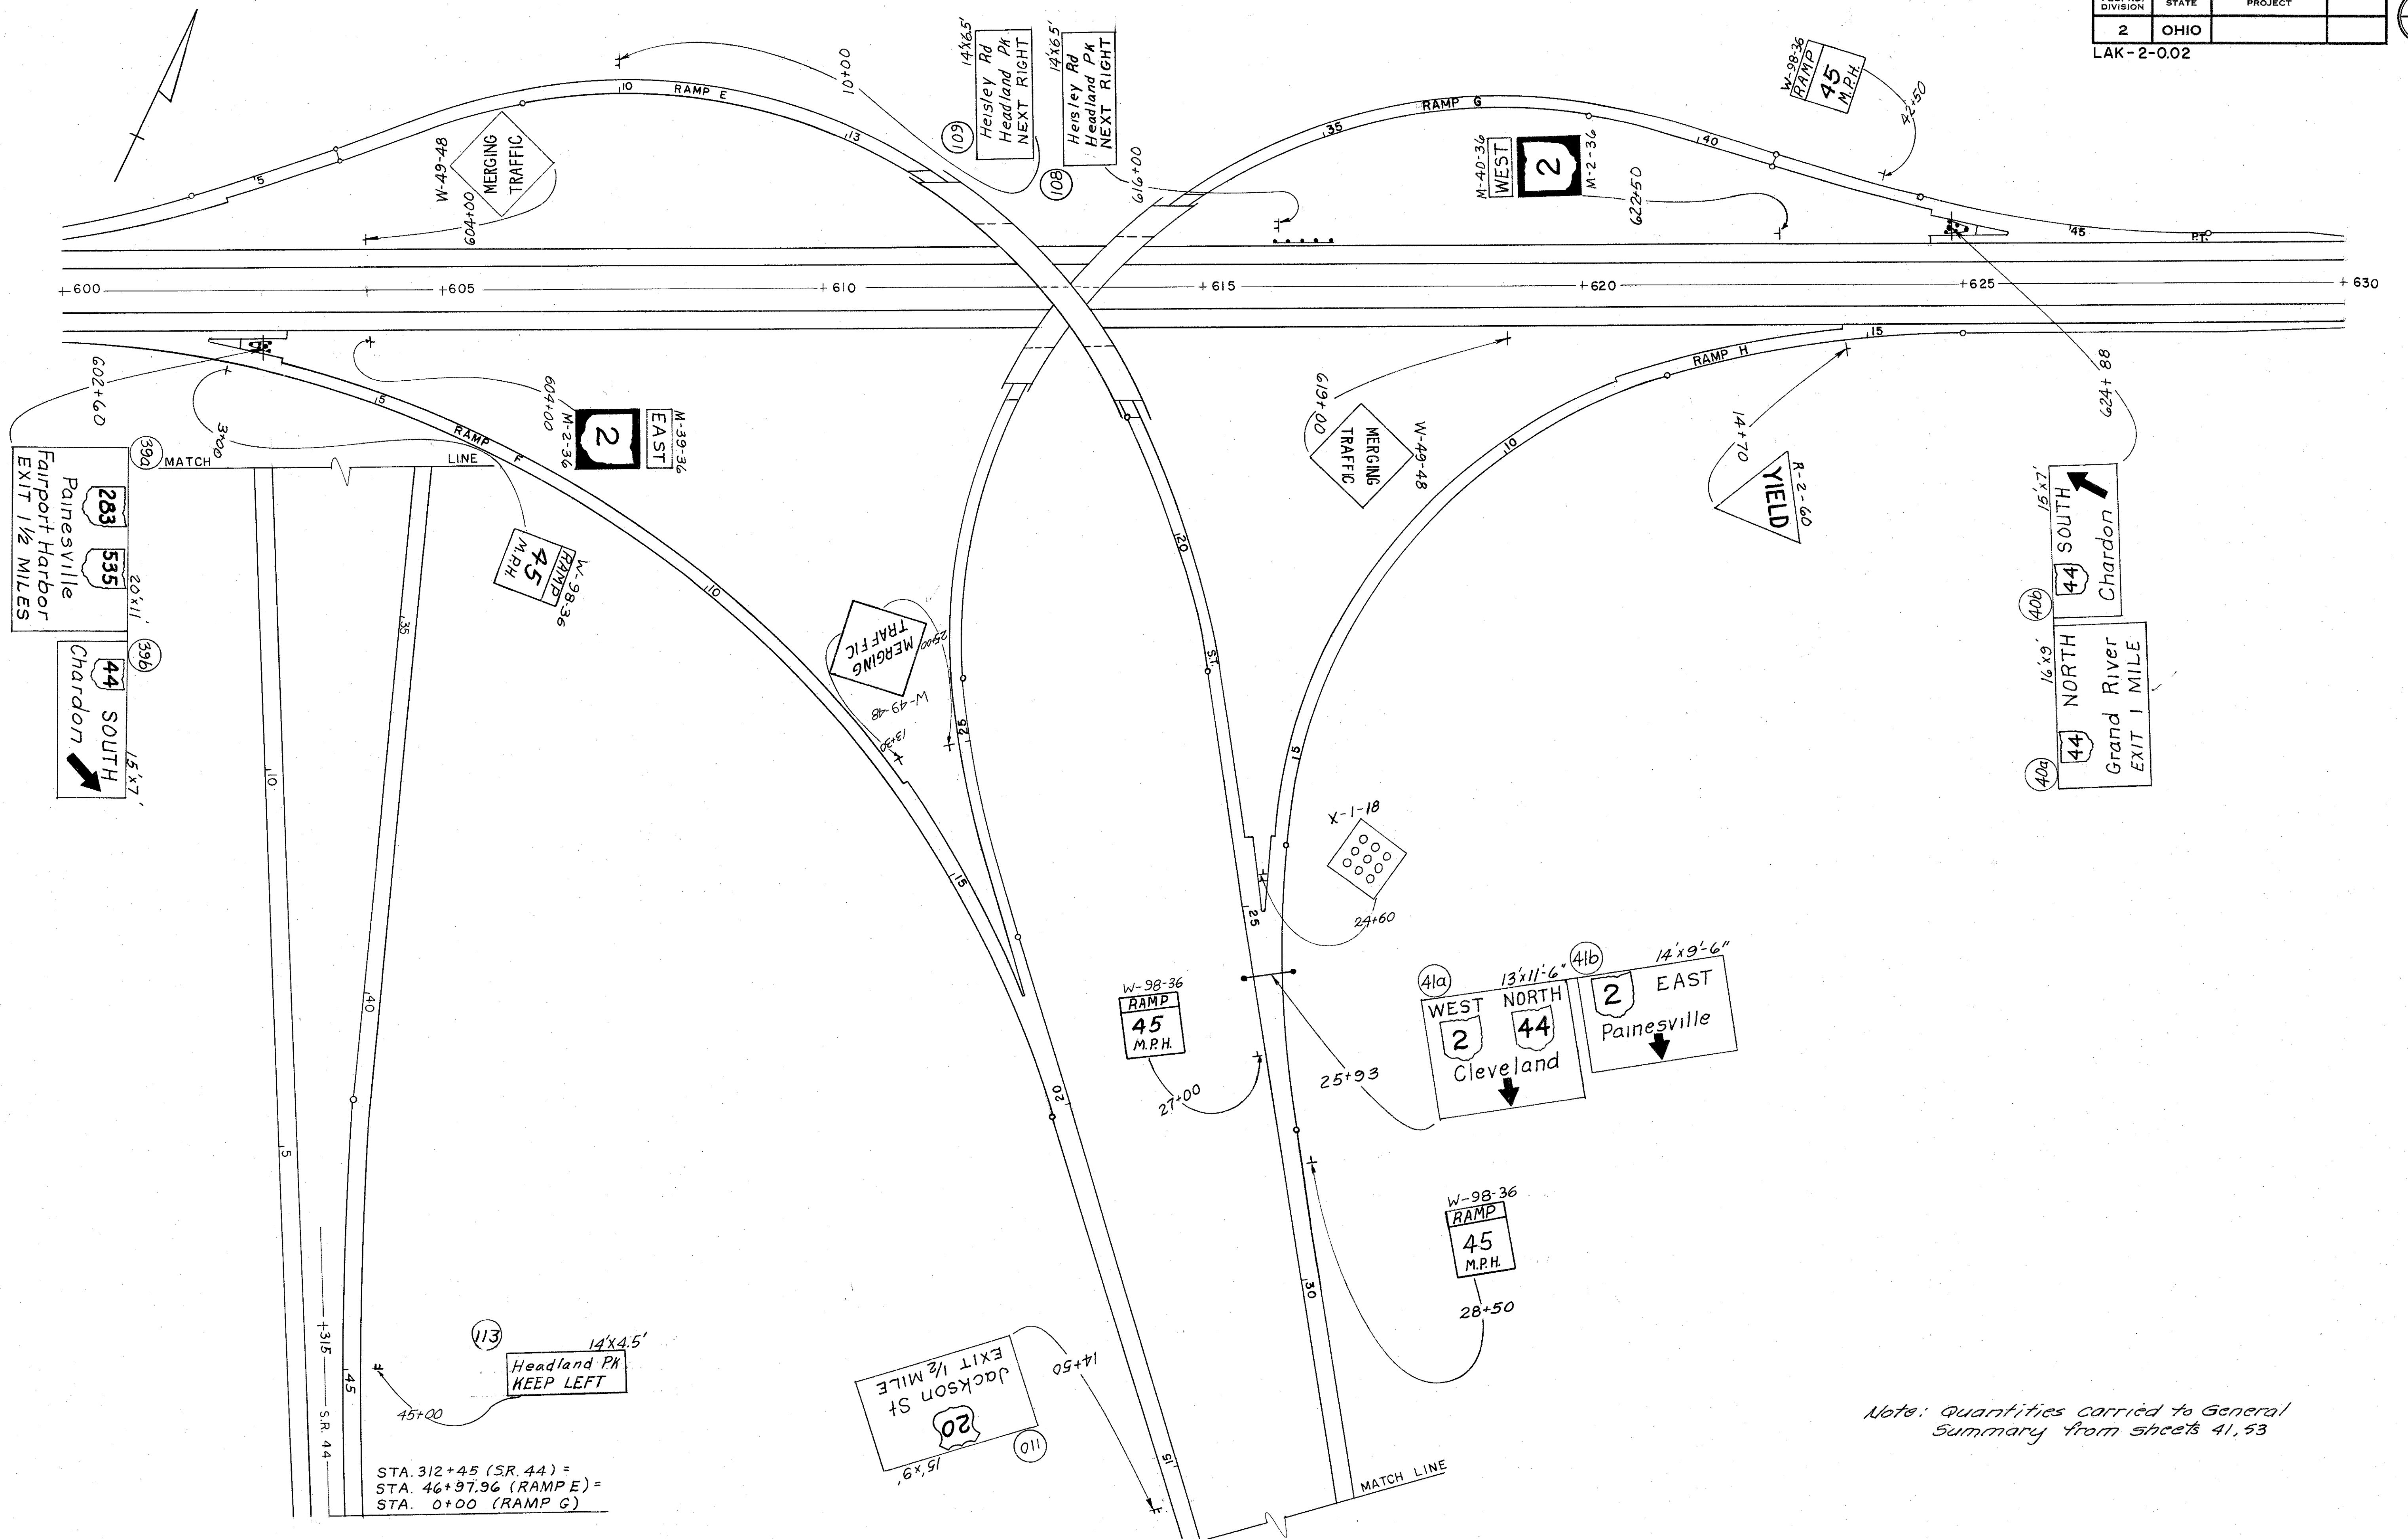 DIVISION STATE PROJECT
2 OHIO
LAK-2-0.02
10+00
14'X6.5'
Heisley Rd
Headland Pk
NEXT RIGHT
109
14'X6.5'
Heisley Rd
Headland Pk
NEXT RIGHT
108
616+00
W-98-36
RAMP
45
M.P.H.
42+50
RAMP E
5
10
13
RAMP G
35
40
45
P.T.
W-49-48
MERGING
TRAFFIC
604+00
M-40-36
WEST
2
M-2-36
622+50
+600
+605
+610
+615
+620
+625
+630
602+60
3+00
RAMP F
5
10
15
604+00
M-39-36
EAST
2
M-2-36
619+00
W-49-48
MERGING
TRAFFIC
RAMP H
15
10
15
14+70
R-2-60
YIELD
624+88
39a
20'x11'
283 535
Painesville
Fairport Harbor
EXIT 1 1/2 MILES
39b
15'x7'
44 SOUTH
Chardon
MATCH LINE
W-98-36
RAMP
45
M.P.H.
40b
15'x7'
44 SOUTH
Chardon
40a
16'x9'
44 NORTH
Grand River
EXIT 1 MILE
MERGING
TRAFFIC
W-49-48
25+00
13+30
25
20
15
20
S.T.
25
30
X-1-18
24+60
41a
13'x11'-6"
WEST NORTH
2 44
Cleveland
41b
14'x9'-6"
2 EAST
Painesville
25+93
W-98-36
RAMP
45
M.P.H.
27+00
W-98-36
RAMP
45
M.P.H.
28+50
10
5
35
40
45
+315
S.R. 44
113
14'X4.5'
Headland Pk
KEEP LEFT
45+00
110
15'x9'
20
Jackson St
EXIT 1/2 MILE
14+50
STA. 312+45 (S.R. 44) =
STA. 46+97.96 (RAMP E) =
STA. 0+00 (RAMP G)
MATCH LINE
Note: Quantities carried to General
Summary from sheets 41, 53